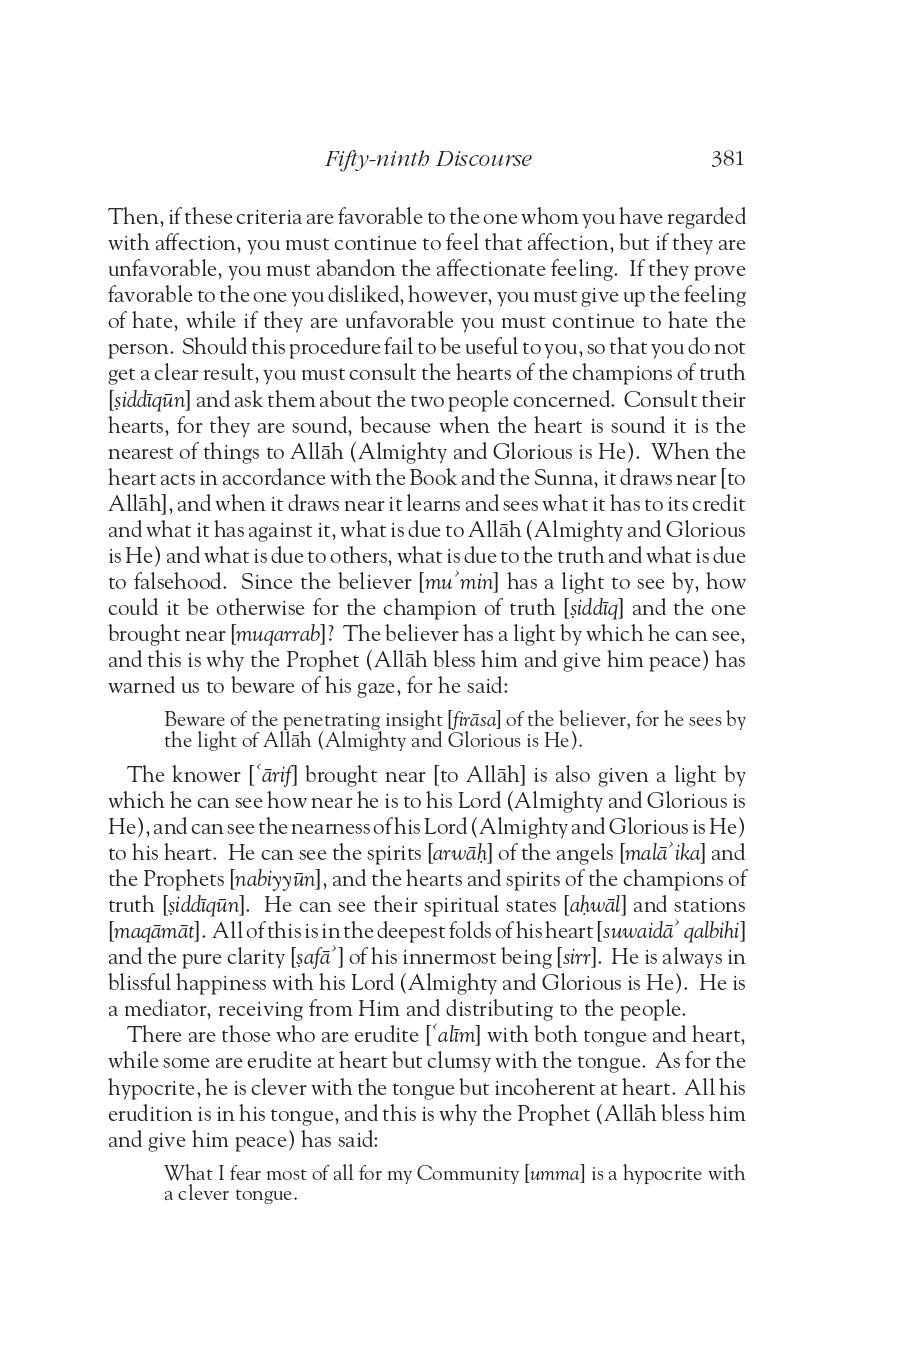 Fifty-ninth Discourse 381
Then, if these criteria are favorable to the one whom you have regarded
with affection, you must continue to feel that affection, but if they are
unfavorable, you must abandon the affectionate feeling. If they prove
favorable to the one you disliked, however, you must give up the feeling
of hate, while if they are unfavorable you must continue to hate the
person. Should this procedure fail to be useful to you, so that you do not
get a clear result, you must consult the hearts of the champions of truth
[ṣiddīqūn] and ask them about the two people concerned. Consult their
hearts, for they are sound, because when the heart is sound it is the
nearest of things to Allāh (Almighty and Glorious is He). When the
heart acts in accordance with the Book and the Sunna, it draws near [to
Allāh], and when it draws near it learns and sees what it has to its credit
and what it has against it, what is due to Allāh (Almighty and Glorious
is He) and what is due to others, what is due to the truth and what is due
to falsehood. Since the believer [muʾmin] has a light to see by, how
could it be otherwise for the champion of truth [ṣiddīq] and the one
brought near [muqarrab]? The believer has a light by which he can see,
and this is why the Prophet (Allāh bless him and give him peace) has
warned us to beware of his gaze, for he said:
Beware of the penetrating insight [firāsa] of the believer, for he sees by
the light of Allāh (Almighty and Glorious is He).
The knower [ʿārif] brought near [to Allāh] is also given a light by
which he can see how near he is to his Lord (Almighty and Glorious is
He), and can see the nearness of his Lord (Almighty and Glorious is He)
to his heart. He can see the spirits [arwāḥ] of the angels [malāʾika] and
the Prophets [nabiyyūn], and the hearts and spirits of the champions of
truth [ṣiddīqūn]. He can see their spiritual states [aḥwāl] and stations
[maqāmāt]. All of this is in the deepest folds of his heart [suwaidāʾ qalbihi]
and the pure clarity [ṣafāʾ] of his innermost being [sirr]. He is always in
blissful happiness with his Lord (Almighty and Glorious is He). He is
a mediator, receiving from Him and distributing to the people.
There are those who are erudite [ʿalīm] with both tongue and heart,
while some are erudite at heart but clumsy with the tongue. As for the
hypocrite, he is clever with the tongue but incoherent at heart. All his
erudition is in his tongue, and this is why the Prophet (Allāh bless him
and give him peace) has said:
What I fear most of all for my Community [umma] is a hypocrite with
a clever tongue.